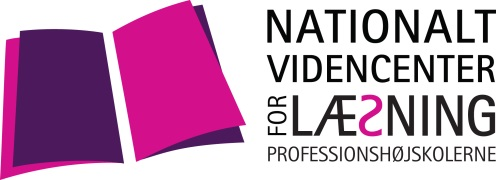 NATIONALT
VIDENCENTER
FOR LÆSNING
PROFESSIONSHØJSKOLERNE